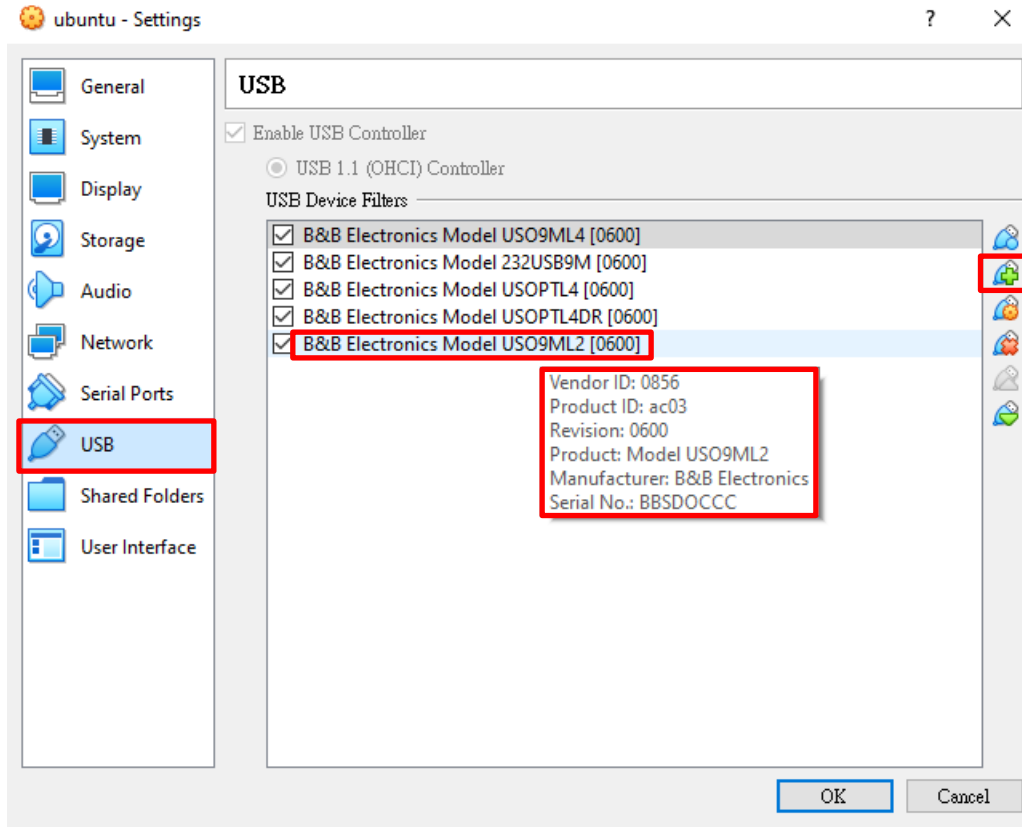 ubuntu - Settings
?
General
System
Display
Storage
Audio
Network
Serial Ports
USB
Shared Folders
User Interface
USB
Enable USB Controller
USB 1.1 (OHCI) Controller
USB Device Filters
B&B Electronics Model USO9ML4 [0600]
B&B Electronics Model 232USB9M [0600]
B&B Electronics Model USOPTL4 [0600]
B&B Electronics Model USOPTL4DR [0600]
B&B Electronics Model USO9ML2 [0600]
Vendor ID: 0856
Product ID: ac03
Revision: 0600
Product: Model USO9ML2
Manufacturer: B&B Electronics
Serial No.: BBSDOCCC
OK
Cancel